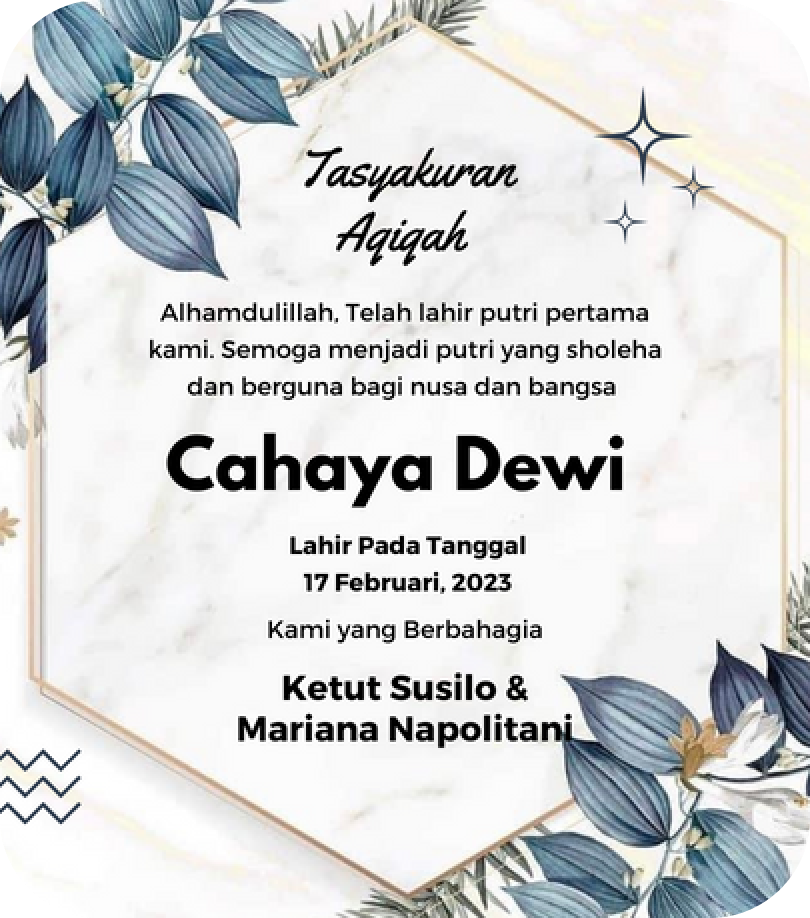 Tasyakuran
Aqiqah
Alhamdulillah, Telah lahir putri pertama
kami. Semoga menjadi putri yang sholeha
dan berguna bagi nusa dan bangsa
Cahaya Dewi
Lahir Pada Tanggal
17 Februari, 2023
Kami yang Berbahagia
Ketut Susilo &
Mariana Napolitani